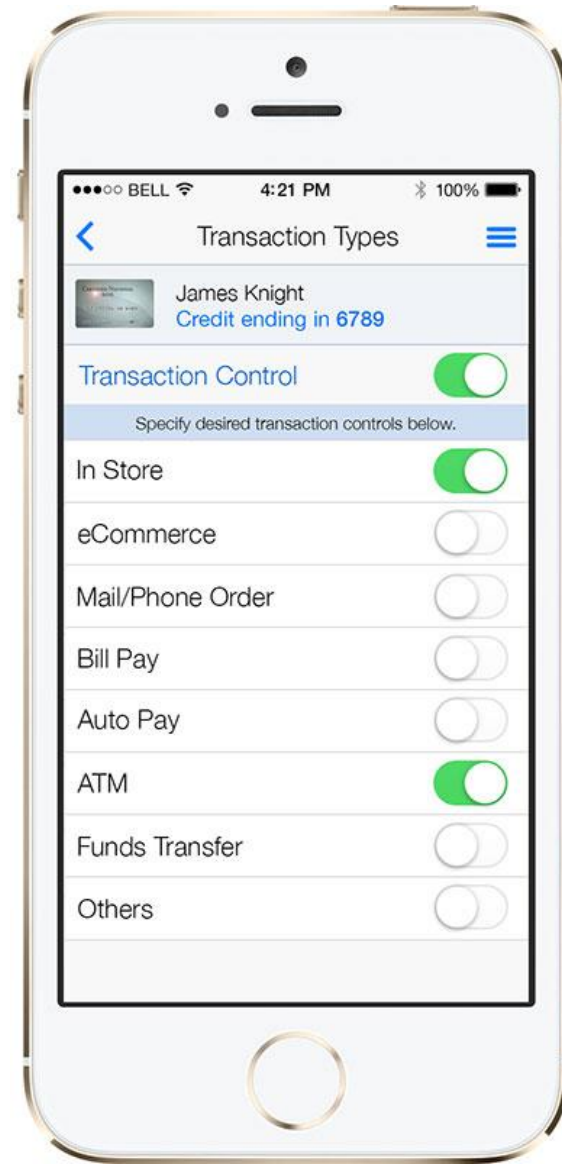 BELL
4:21 PM
100%
Transaction Types
James Knight
Credit ending in 6789
Transaction Control
Specify desired transaction controls below.
In Store
eCommerce
Mail/Phone Order
Bill Pay
Auto Pay
ATM
Funds Transfer
Others